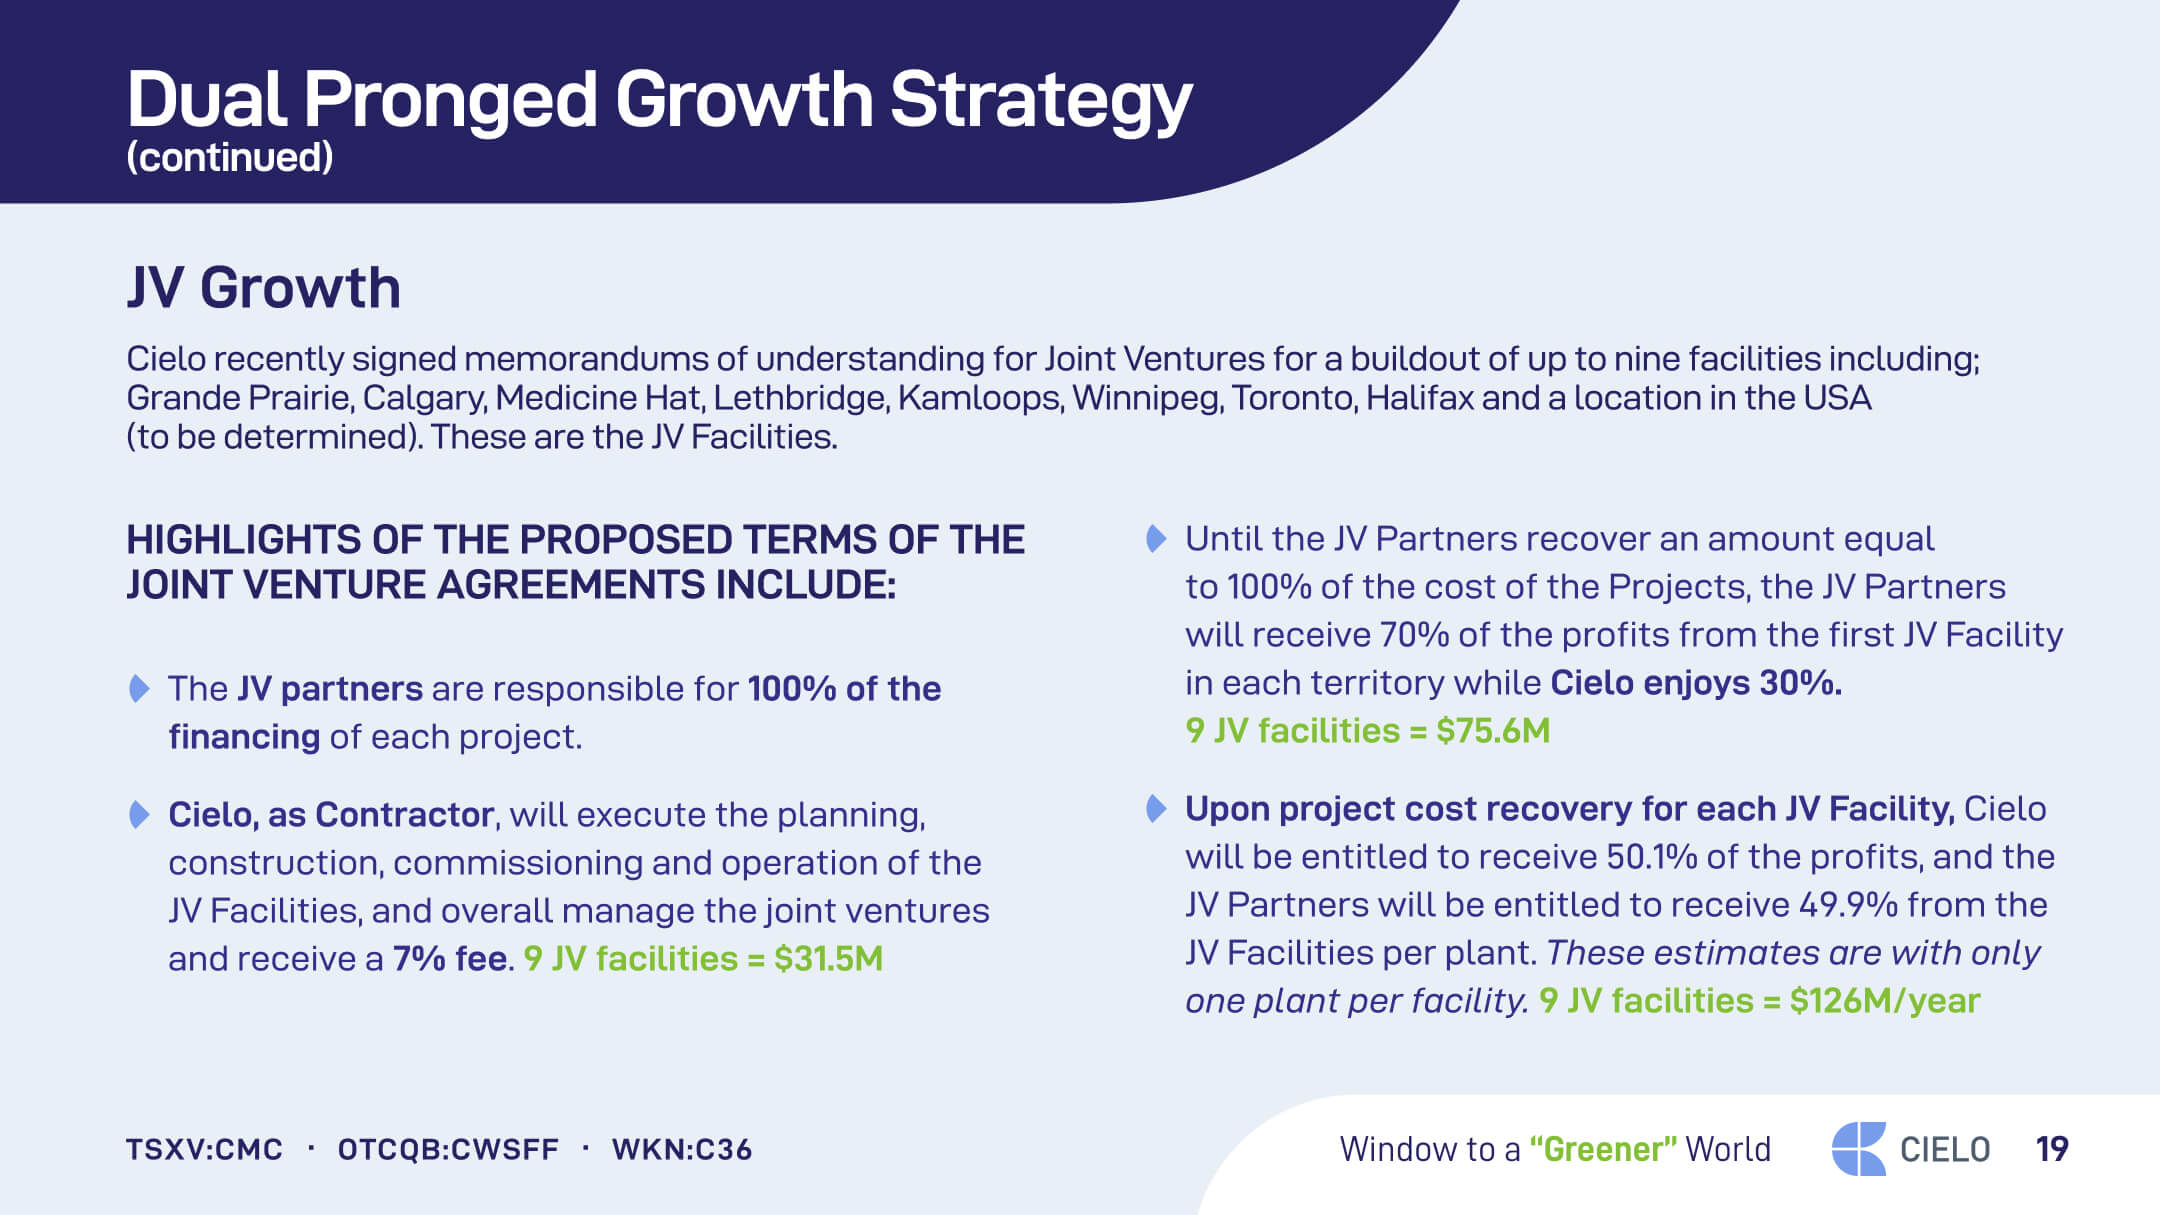 Dual Pronged Growth Strategy
(continued)
JV Growth
Cielo recently signed memorandums of understanding for Joint Ventures for a buildout of up to nine facilities including;
Grande Prairie, Calgary, Medicine Hat, Lethbridge, Kamloops, Winnipeg, Toronto, Halifax and a location in the USA
(to be determined). These are the JV Facilities.
HIGHLIGHTS OF THE PROPOSED TERMS OF THE
JOINT VENTURE AGREEMENTS INCLUDE:
The JV partners are responsible for 100% of the
financing of each project.
Cielo, as Contractor, will execute the planning,
construction, commissioning and operation of the
JV Facilities, and overall manage the joint ventures
and receive a 7% fee. 9 JV facilities = $31.5M
Until the JV Partners recover an amount equal
to 100% of the cost of the Projects, the JV Partners
will receive 70% of the profits from the first JV Facility
in each territory while Cielo enjoys 30%.
9 JV facilities = $75.6M
Upon project cost recovery for each JV Facility, Cielo
will be entitled to receive 50.1% of the profits, and the
JV Partners will be entitled to receive 49.9% from the
JV Facilities per plant. These estimates are with only
one plant per facility. 9 JV facilities = $126M/year
TSXV:CMC · OTCQB:CWSFF · WKN:C36
Window to a “Greener” World
CIELO
19